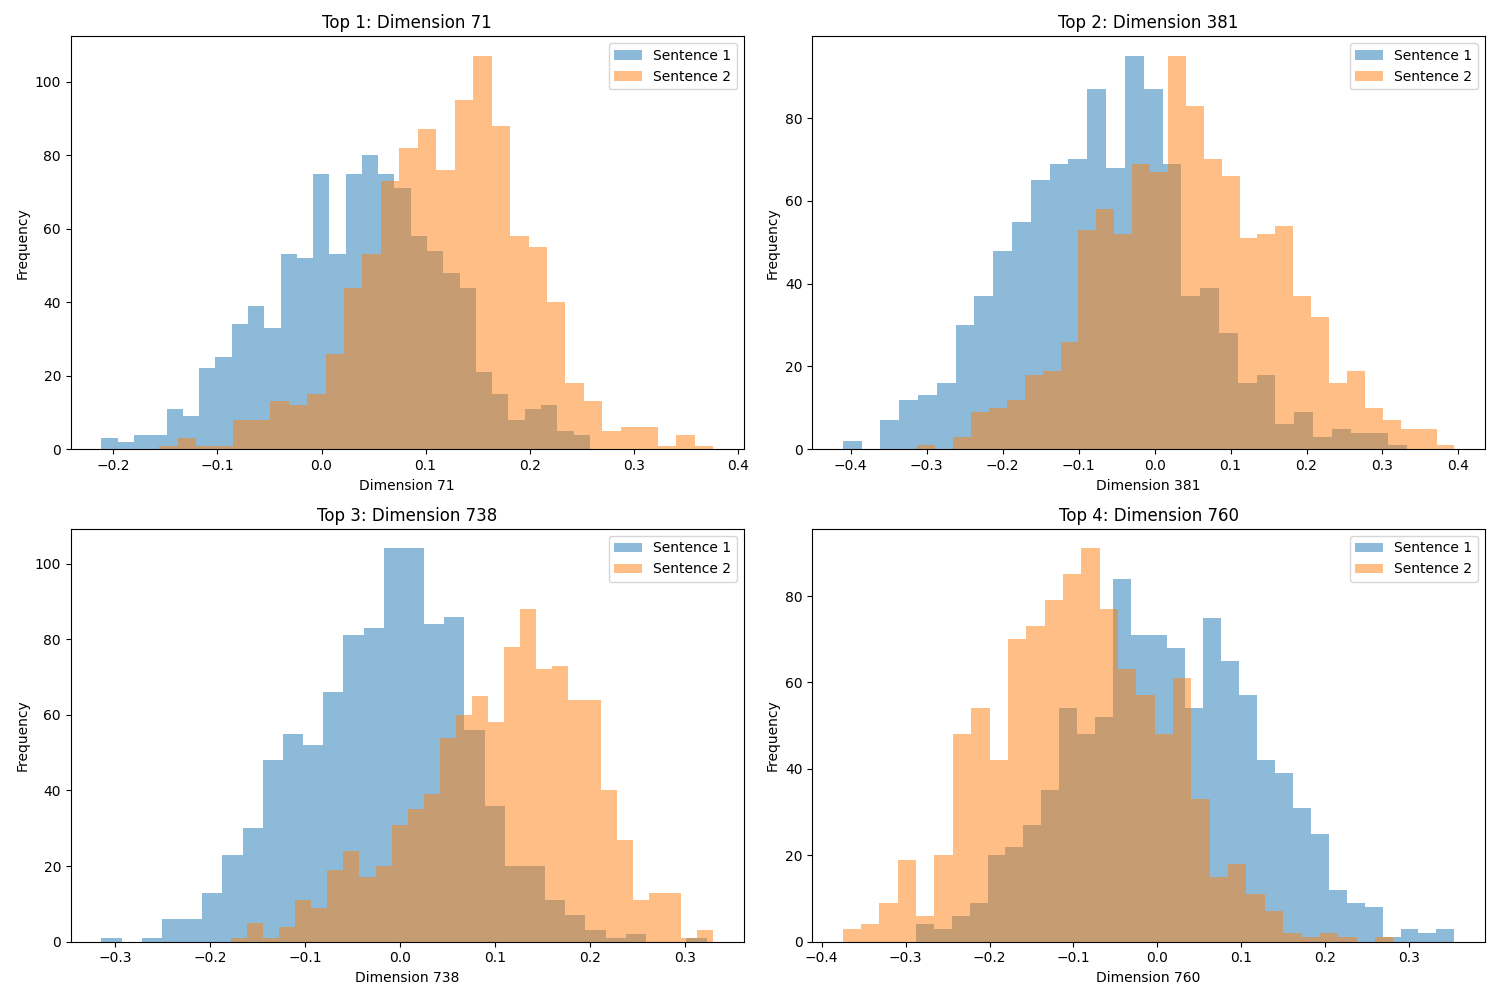 Top 1: Dimension 71
Sentence 1
Sentence 2
Frequency
100
80
60
40
20
0
−0.2 −0.1 0.0 0.1 0.2 0.3 0.4
Dimension 71
Top 2: Dimension 381
Sentence 1
Sentence 2
Frequency
80
60
40
20
0
−0.4 −0.3 −0.2 −0.1 0.0 0.1 0.2 0.3 0.4
Dimension 381
Top 3: Dimension 738
Sentence 1
Sentence 2
Frequency
100
80
60
40
20
0
−0.3 −0.2 −0.1 0.0 0.1 0.2 0.3
Dimension 738
Top 4: Dimension 760
Sentence 1
Sentence 2
Frequency
80
60
40
20
0
−0.4 −0.3 −0.2 −0.1 0.0 0.1 0.2 0.3
Dimension 760